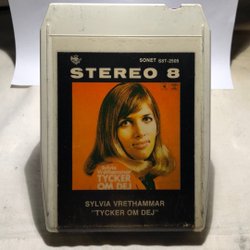 SONET SST-2569
STEREO 8
Sylvia
Vrethammar
TYCKER
OM DEJ
SYLVIA VRETHAMMAR
"TYCKER OM DEJ"